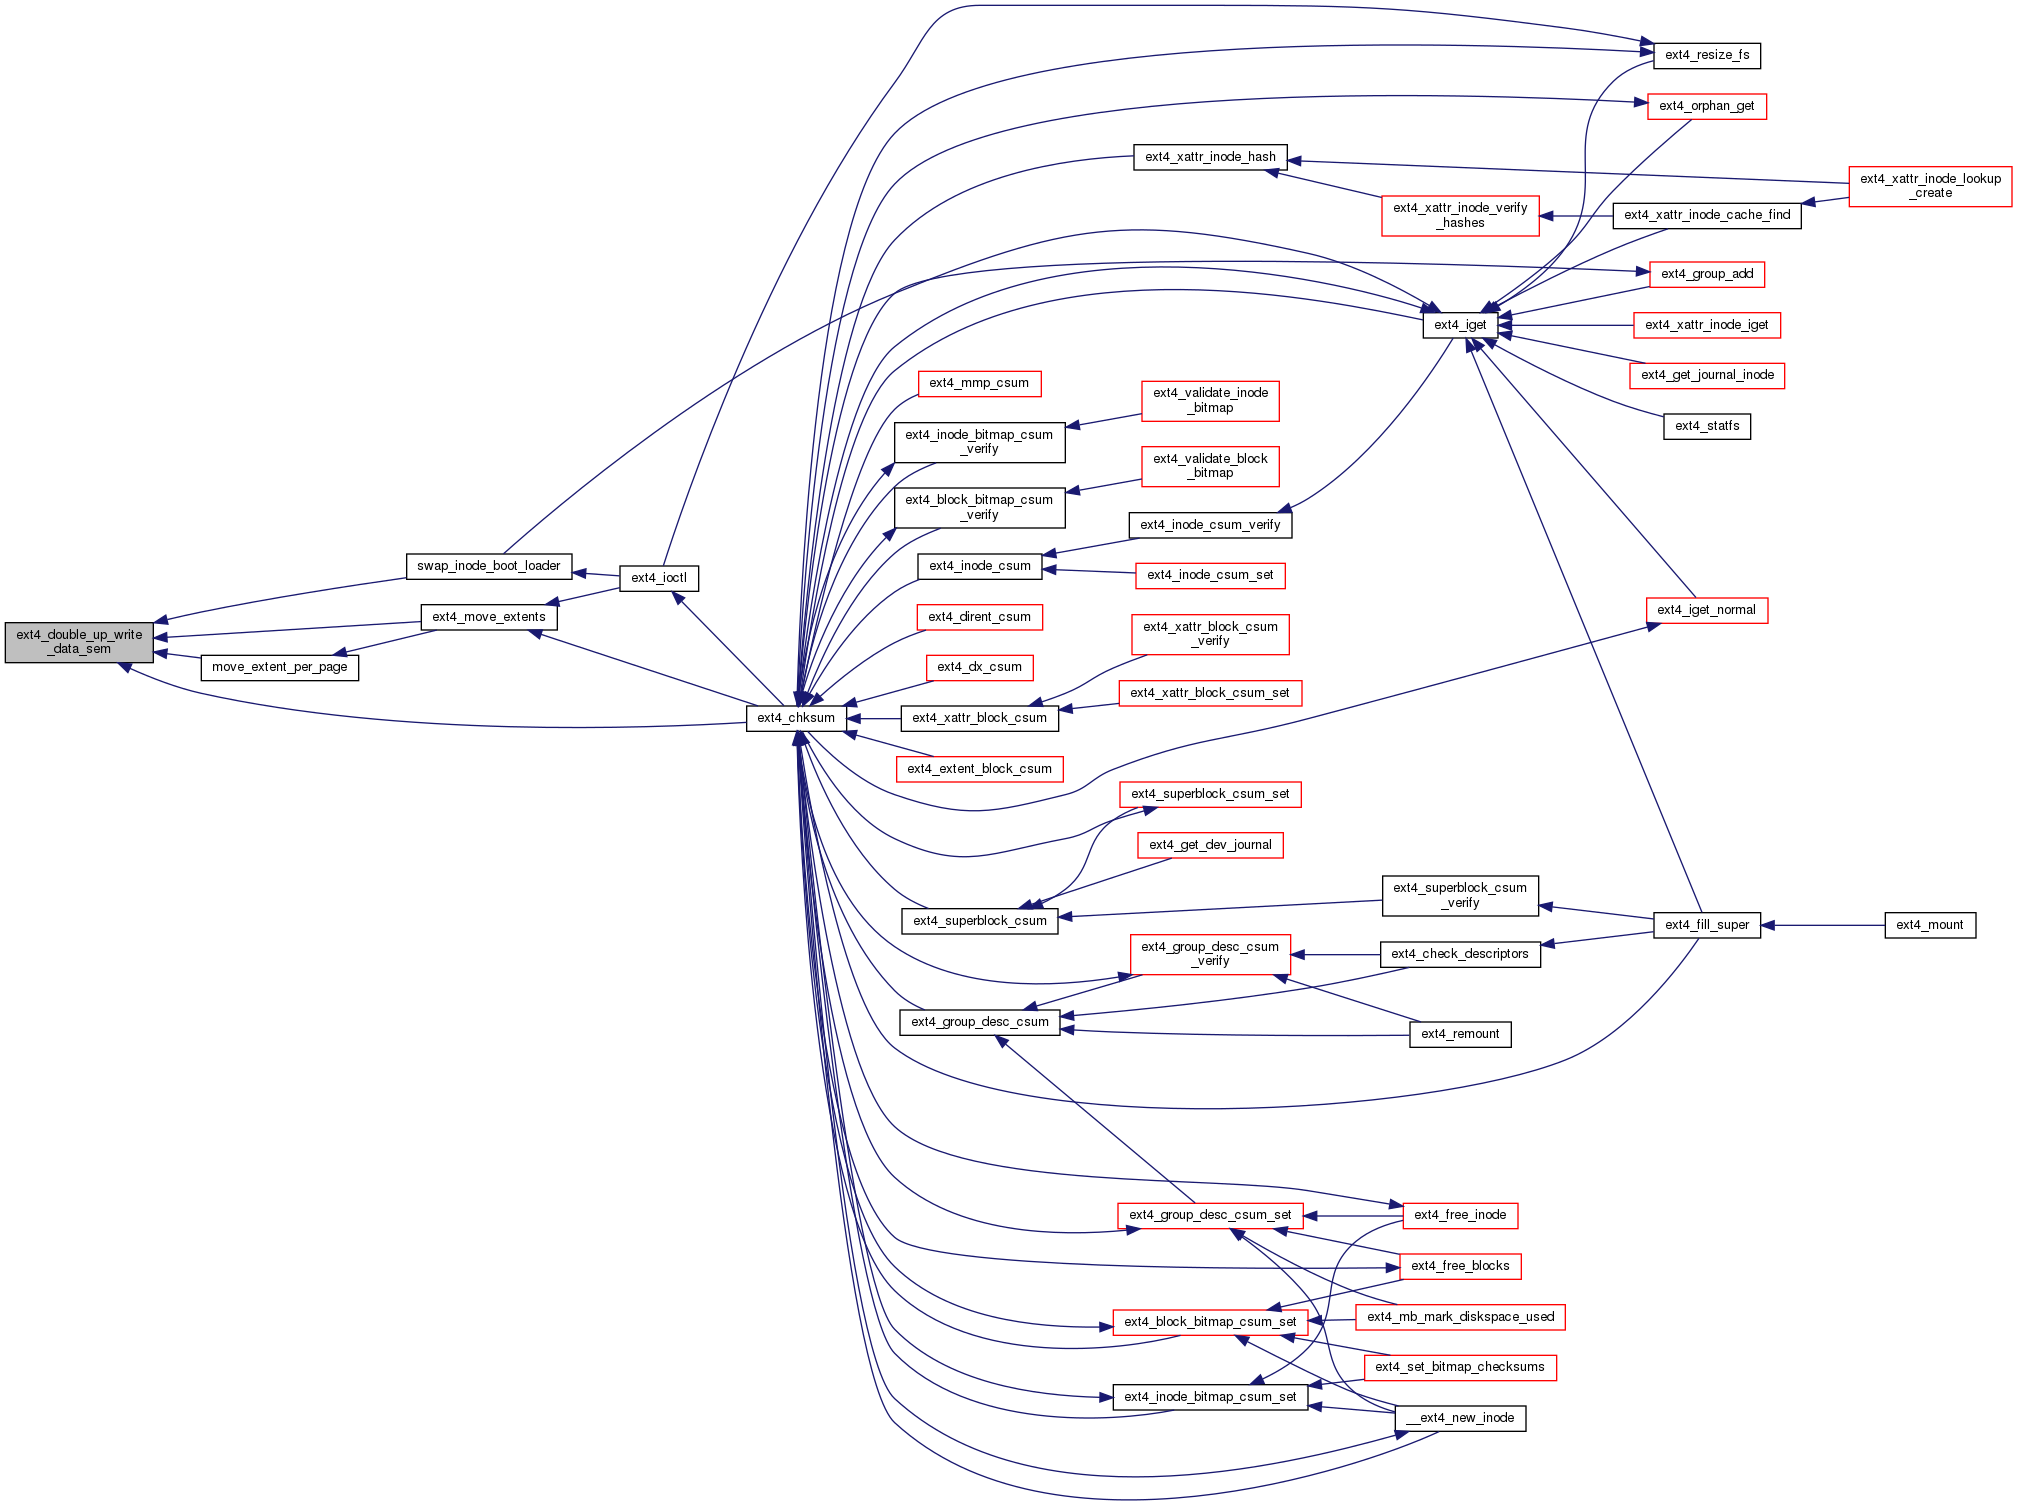 ext4_resize_fs
ext4_orphan_get
ext4_xattr_inode_hash
ext4_xattr_inode_lookup
_create
ext4_xattr_inode_verify
_hashes
ext4_xattr_inode_cache_find
ext4_group_add
ext4_iget
ext4_xattr_inode_iget
ext4_get_journal_inode
ext4_mmp_csum
ext4_validate_inode
_bitmap
ext4_statfs
ext4_inode_bitmap_csum
_verify
ext4_validate_block
_bitmap
ext4_block_bitmap_csum
_verify
ext4_inode_csum_verify
swap_inode_boot_loader
ext4_ioctl
ext4_inode_csum
ext4_inode_csum_set
ext4_move_extents
ext4_dirent_csum
ext4_iget_normal
ext4_double_up_write
_data_sem
ext4_xattr_block_csum
_verify
move_extent_per_page
ext4_dx_csum
ext4_xattr_block_csum_set
ext4_chksum
ext4_xattr_block_csum
ext4_extent_block_csum
ext4_superblock_csum_set
ext4_get_dev_journal
ext4_superblock_csum
_verify
ext4_superblock_csum
ext4_fill_super
ext4_mount
ext4_group_desc_csum
_verify
ext4_check_descriptors
ext4_group_desc_csum
ext4_remount
ext4_group_desc_csum_set
ext4_free_inode
ext4_free_blocks
ext4_block_bitmap_csum_set
ext4_mb_mark_diskspace_used
ext4_set_bitmap_checksums
ext4_inode_bitmap_csum_set
__ext4_new_inode